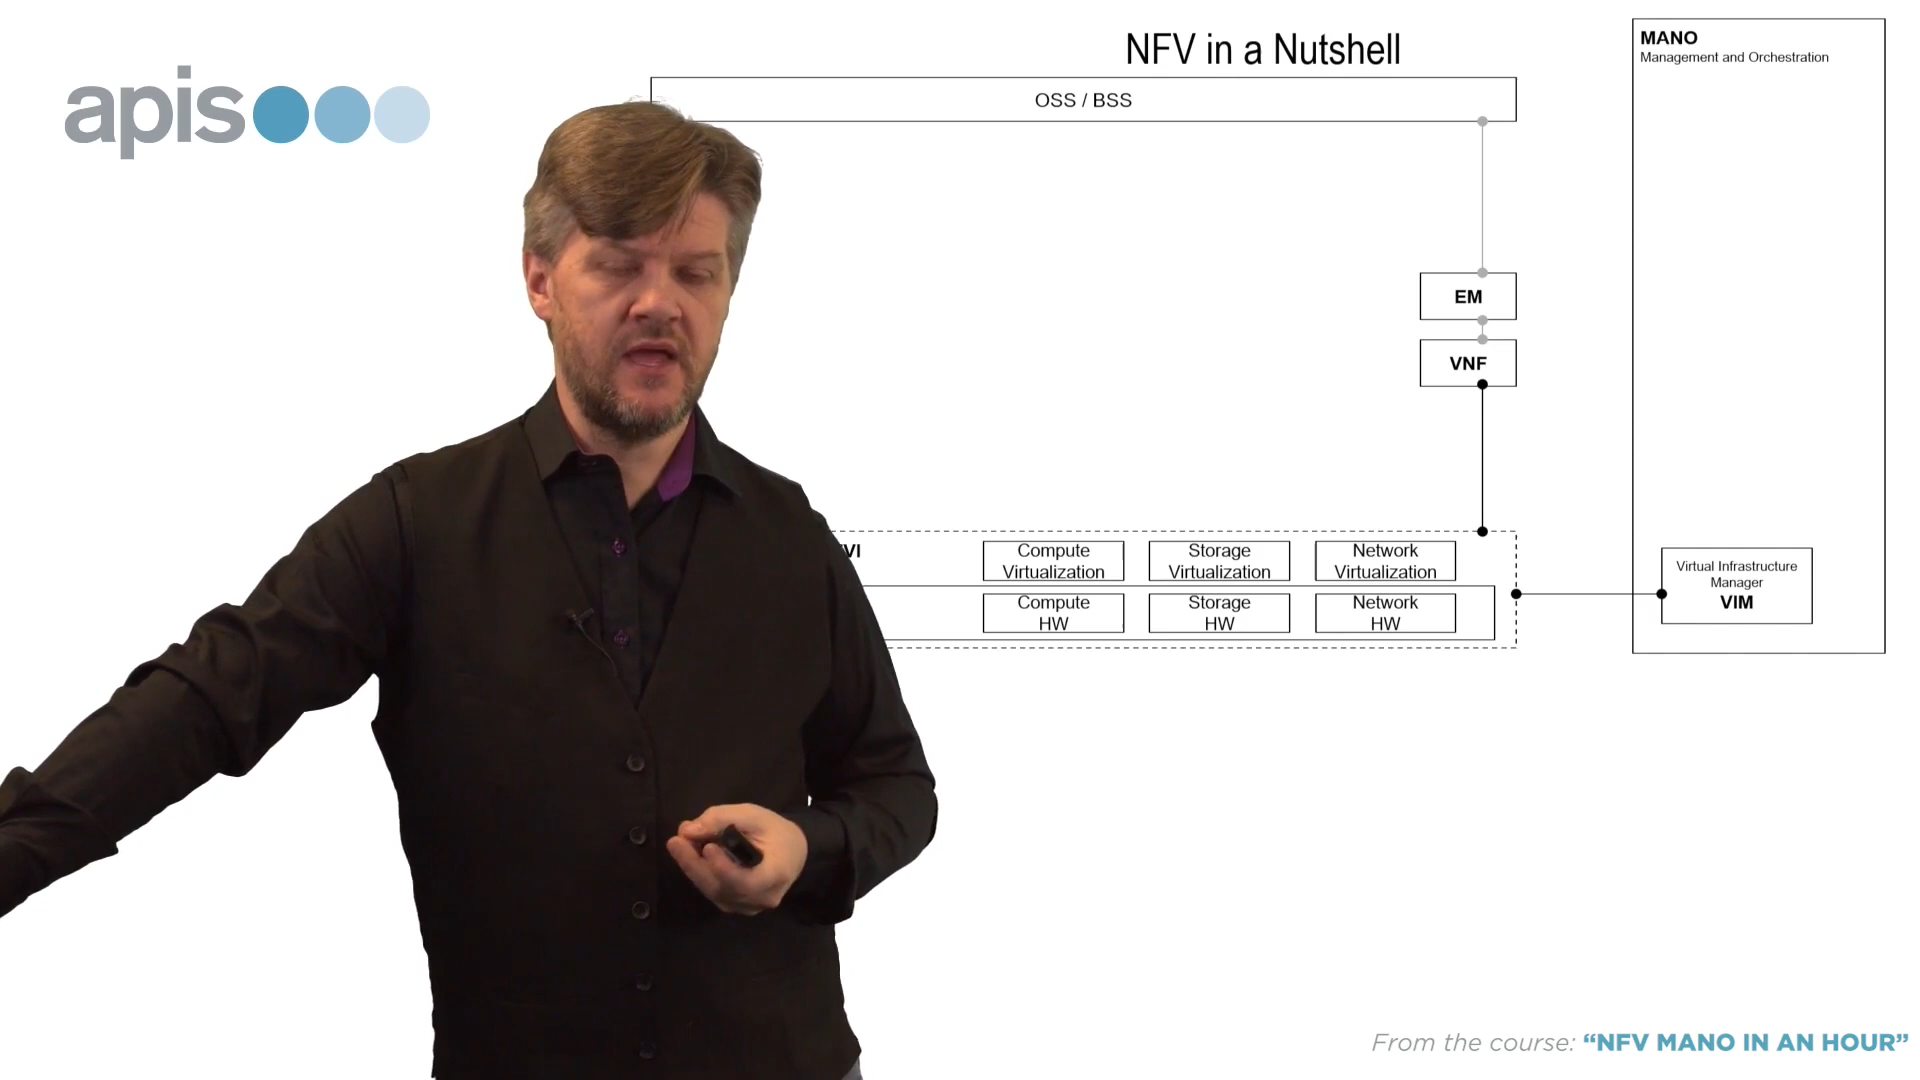 apis
NFV in a Nutshell
OSS / BSS
MANO
Management and Orchestration
EM
VNF
VI
Compute
Virtualization
Storage
Virtualization
Network
Virtualization
Compute
HW
Storage
HW
Network
HW
Virtual Infrastructure
Manager
VIM
From the course: “NFV MANO IN AN HOUR”